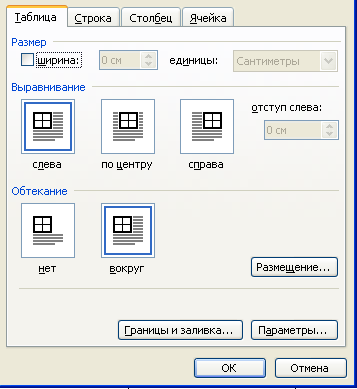 Таблица Строка Столбец Ячейка
Размер
ширина: 0 см единицы: Сантиметры
Выравнивание
отступ слева:
0 см
слева по центру справа
Обтекание
нет вокруг Размещение...
Границы и заливка... Параметры...
ОК Отмена